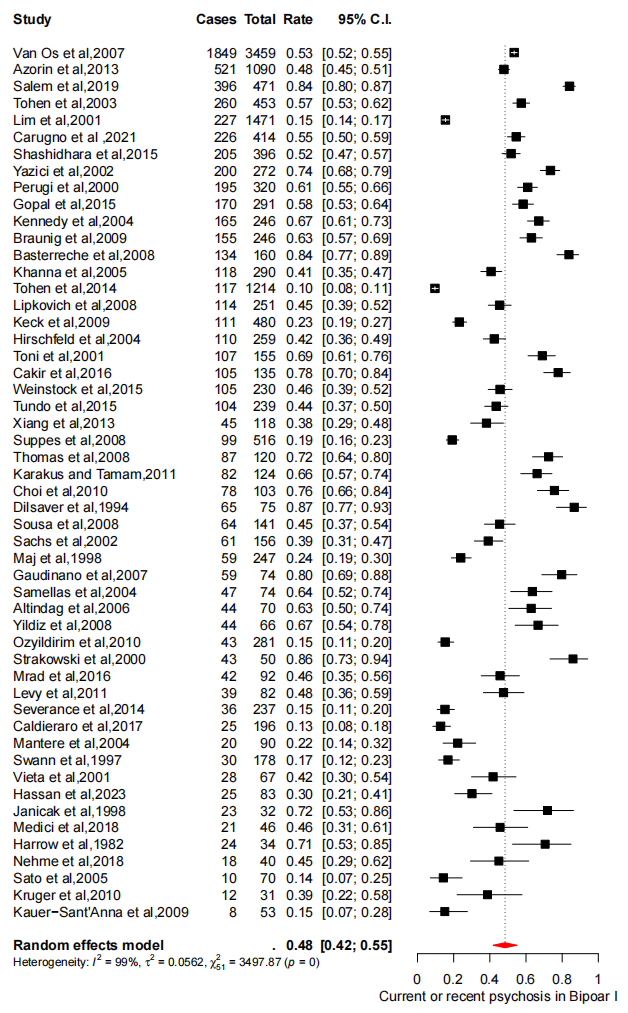 Study Cases Total Rate 95% C.I.
Van Os et al,2007 1849 3459 0.53 [0.52; 0.55]
Azorin et al,2013 521 1090 0.48 [0.45; 0.51]
Salem et al,2019 396 471 0.84 [0.80; 0.87]
Tohen et al,2003 260 453 0.57 [0.53; 0.62]
Lim et al,2001 227 1471 0.15 [0.14; 0.17]
Carugno et al ,2021 226 414 0.55 [0.50; 0.59]
Shashidhara et al,2015 205 396 0.52 [0.47; 0.57]
Yazici et al,2002 200 272 0.74 [0.68; 0.79]
Perugi et al,2000 195 320 0.61 [0.55; 0.66]
Gopal et al,2015 170 291 0.58 [0.53; 0.64]
Kennedy et al,2004 165 246 0.67 [0.61; 0.73]
Braunig et al,2009 155 246 0.63 [0.57; 0.69]
Basterreche et al,2008 134 160 0.84 [0.77; 0.89]
Khanna et al,2005 118 290 0.41 [0.35; 0.47]
Tohen et al,2014 117 1214 0.10 [0.08; 0.11]
Lipkovich et al,2008 114 251 0.45 [0.39; 0.52]
Keck et al,2009 111 480 0.23 [0.19; 0.27]
Hirschfeld et al,2004 110 259 0.42 [0.36; 0.49]
Toni et al,2001 107 155 0.69 [0.61; 0.76]
Cakir et al,2016 105 135 0.78 [0.70; 0.84]
Weinstock et al,2015 105 230 0.46 [0.39; 0.52]
Tundo et al,2015 104 239 0.44 [0.37; 0.50]
Xiang et al,2013 45 118 0.38 [0.29; 0.48]
Suppes et al,2008 99 516 0.19 [0.16; 0.23]
Thomas et al,2008 87 120 0.72 [0.64; 0.80]
Karakus and Tamam,2011 82 124 0.66 [0.57; 0.74]
Choi et al,2010 78 103 0.76 [0.66; 0.84]
Dilsaver et al,1994 65 75 0.87 [0.77; 0.93]
Sousa et al,2008 64 141 0.45 [0.37; 0.54]
Sachs et al,2002 61 156 0.39 [0.31; 0.47]
Maj et al,1998 59 247 0.24 [0.19; 0.30]
Gaudinano et al,2007 59 74 0.80 [0.69; 0.88]
Samellas et al,2004 47 74 0.64 [0.52; 0.74]
Altindag et al,2006 44 70 0.63 [0.50; 0.74]
Yildiz et al,2008 44 66 0.67 [0.54; 0.78]
Ozyildirim et al,2010 43 281 0.15 [0.11; 0.20]
Strakowski et al,2000 43 50 0.86 [0.73; 0.94]
Mrad et al,2016 42 92 0.46 [0.35; 0.56]
Levy et al,2011 39 82 0.48 [0.36; 0.59]
Severance et al,2014 36 237 0.15 [0.11; 0.20]
Caldieraro et al,2017 25 196 0.13 [0.08; 0.18]
Mantere et al,2004 20 90 0.22 [0.14; 0.32]
Swann et al,1997 30 178 0.17 [0.12; 0.23]
Vieta et al,2001 28 67 0.42 [0.30; 0.54]
Hassan et al,2023 25 83 0.30 [0.21; 0.41]
Janicak et al,1998 23 32 0.72 [0.53; 0.86]
Medici et al,2018 21 46 0.46 [0.31; 0.61]
Harrow et al,1982 24 34 0.71 [0.53; 0.85]
Nehme et al,2018 18 40 0.45 [0.29; 0.62]
Sato et al,2005 10 70 0.14 [0.07; 0.25]
Kruger et al,2010 12 31 0.39 [0.22; 0.58]
Kauer−Sant'Anna et al,2009 8 53 0.15 [0.07; 0.28]
Random effects model . 0.48 [0.42; 0.55]
Heterogeneity: I² = 99%, τ² = 0.0562, χ²₅₁ = 3497.87 (p = 0)
0 0.2 0.4 0.6 0.8 1
Current or recent psychosis in Bipoar I